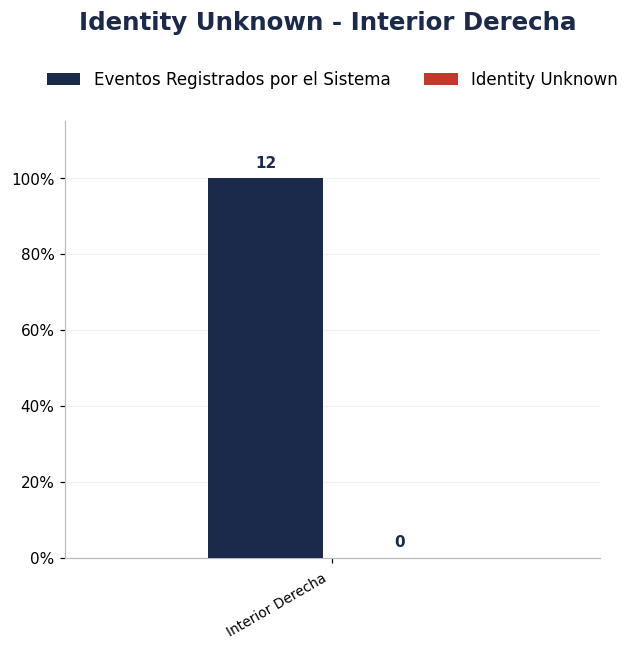 Identity Unknown - Interior Derecha
Eventos Registrados por el Sistema
Identity Unknown
12
100%
80%
60%
40%
20%
0
0%
Interior Derecha